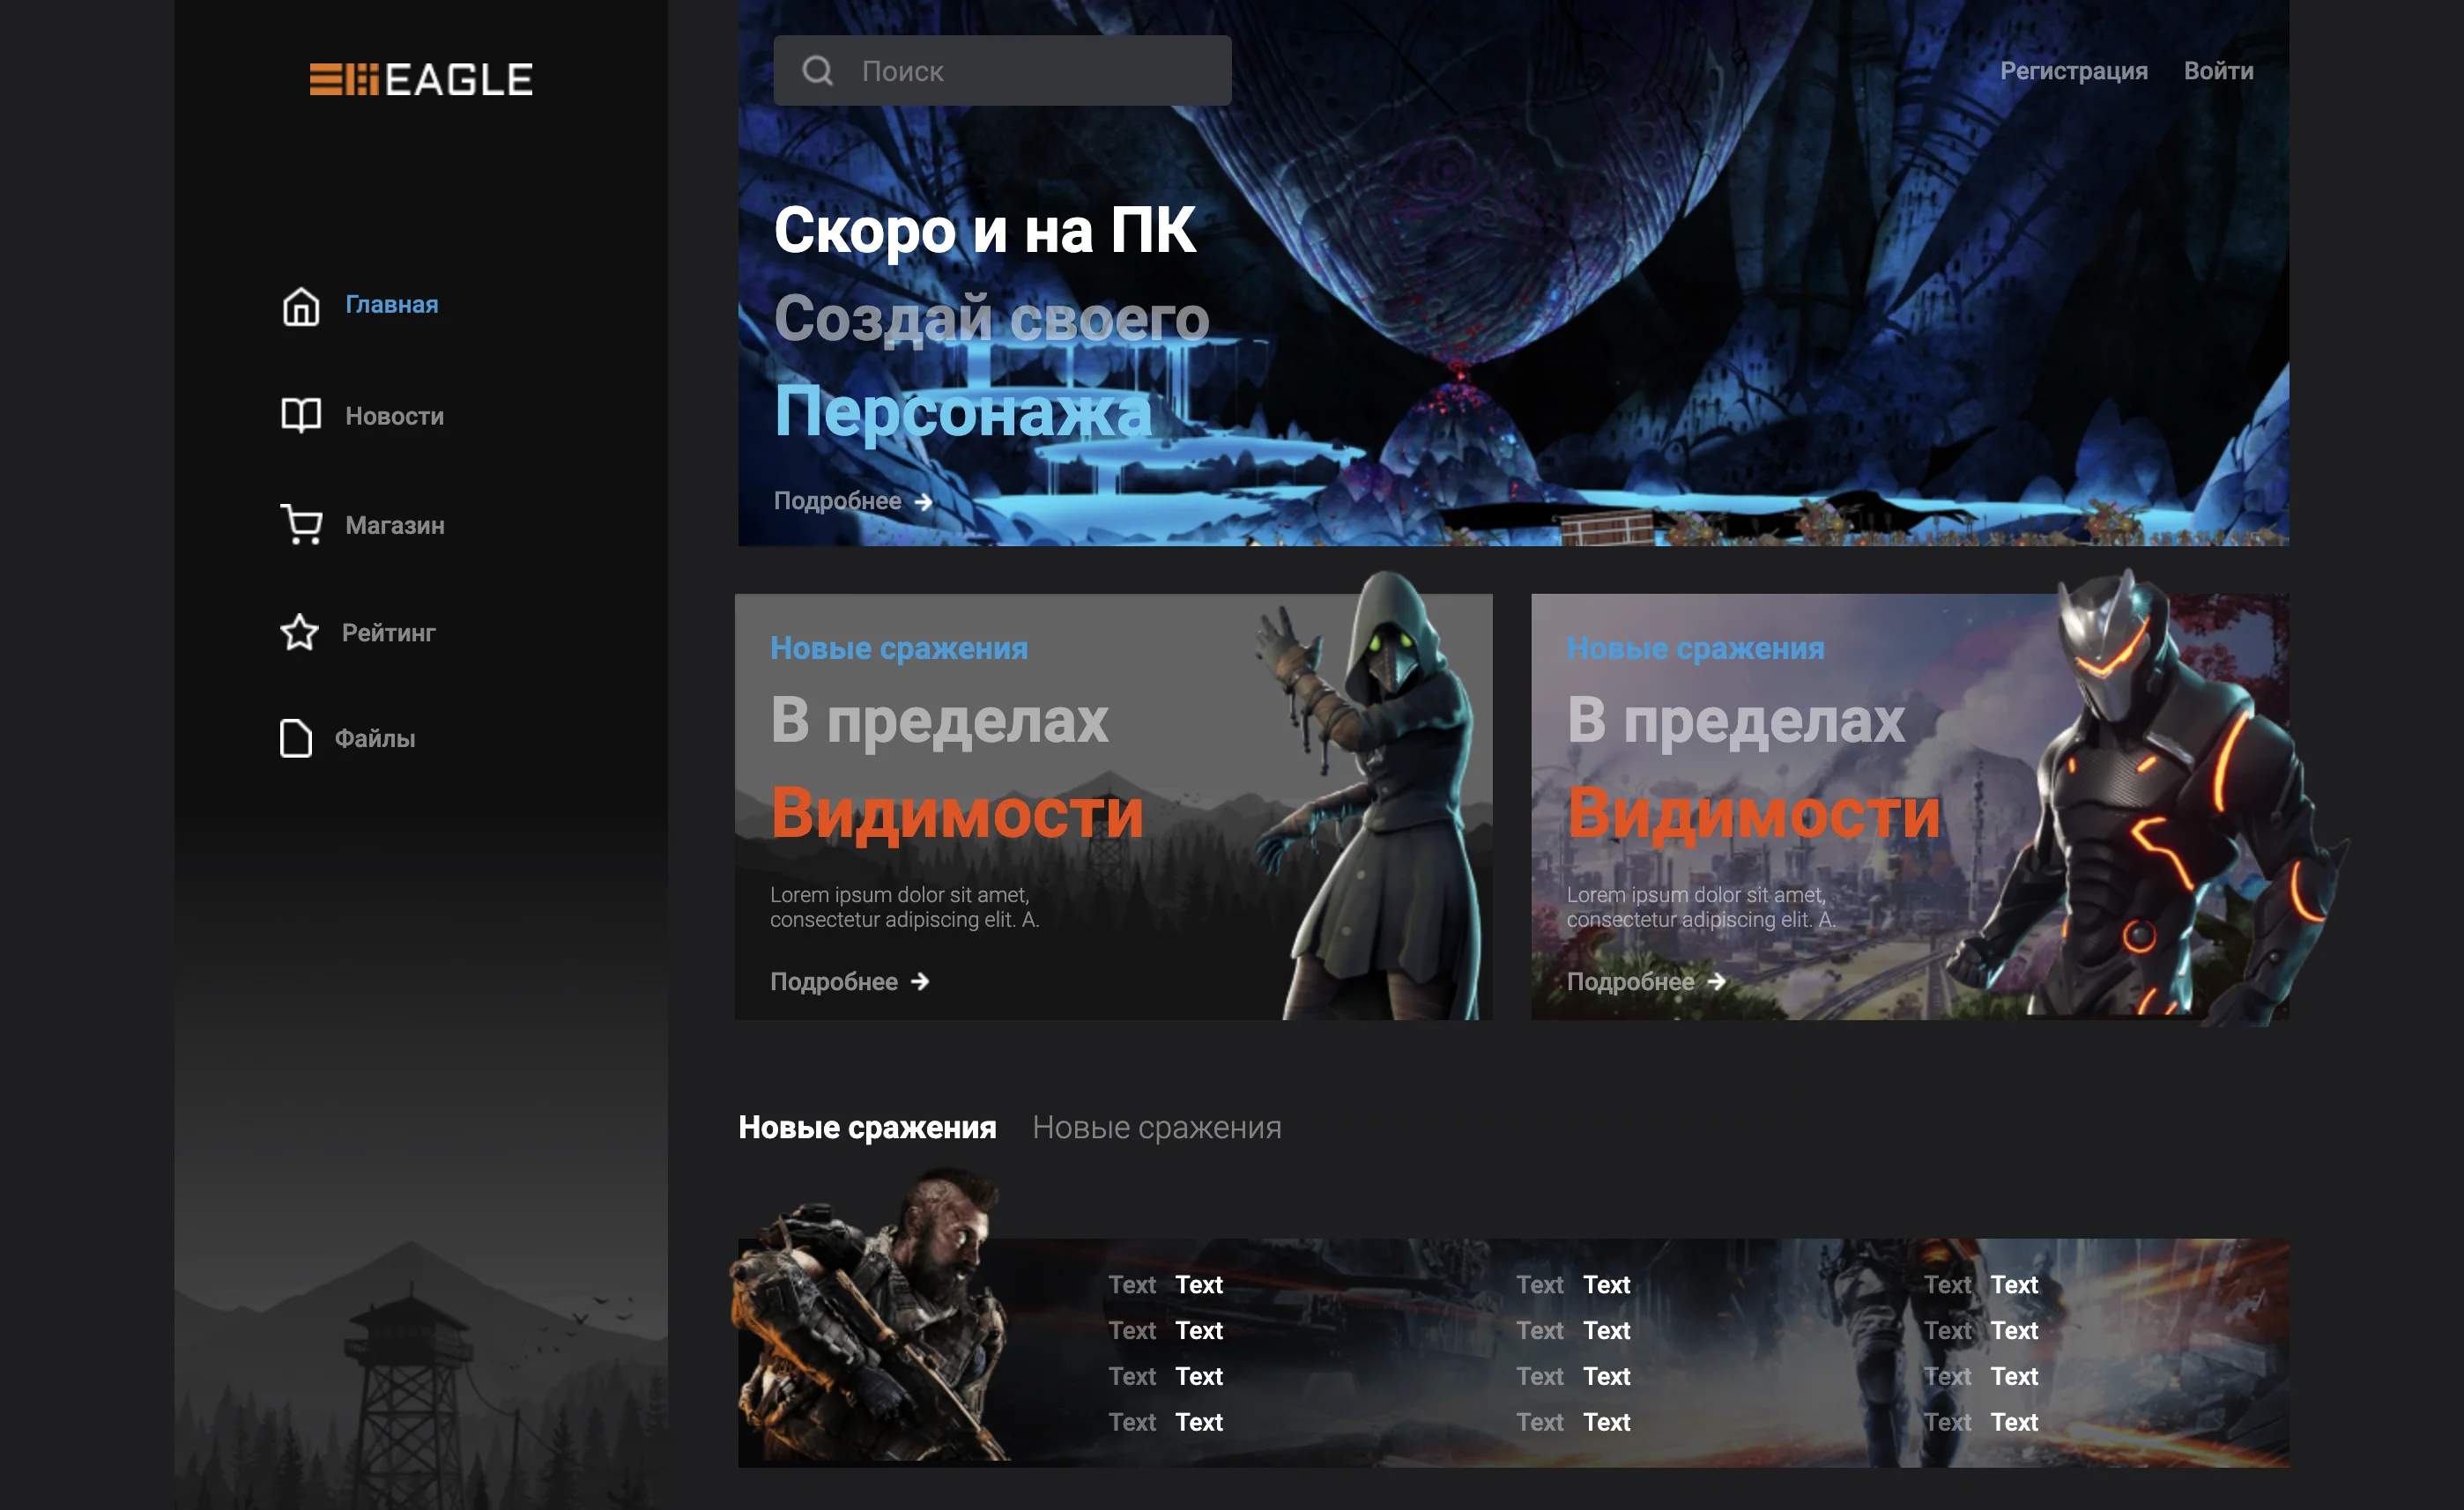 EAGLE
Главная
Новости
Магазин
Рейтинг
Файлы
Поиск
Регистрация Войти
Скоро и на ПК
Создай своего
Персонажа
Подробнее
Новые сражения
В пределах
Видимости
Lorem ipsum dolor sit amet,
consectetur adipiscing elit. A.
Подробнее
Новые сражения
В пределах
Видимости
Lorem ipsum dolor sit amet,
consectetur adipiscing elit. A.
Подробнее
Новые сражения Новые сражения
Text Text Text Text Text Text
Text Text Text Text Text Text
Text Text Text Text Text Text
Text Text Text Text Text Text